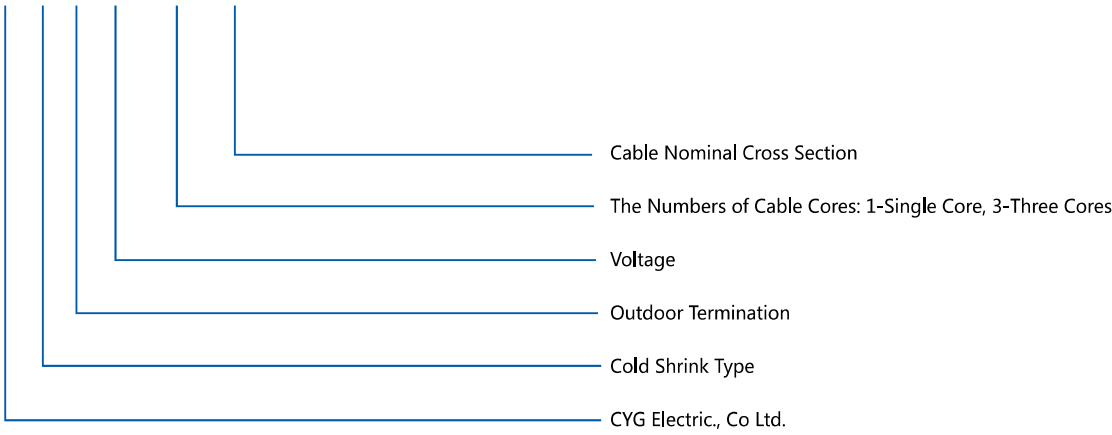 Cable Nominal Cross Section
The Numbers of Cable Cores: 1-Single Core, 3-Three Cores
Voltage
Outdoor Termination
Cold Shrink Type
CYG Electric., Co Ltd.